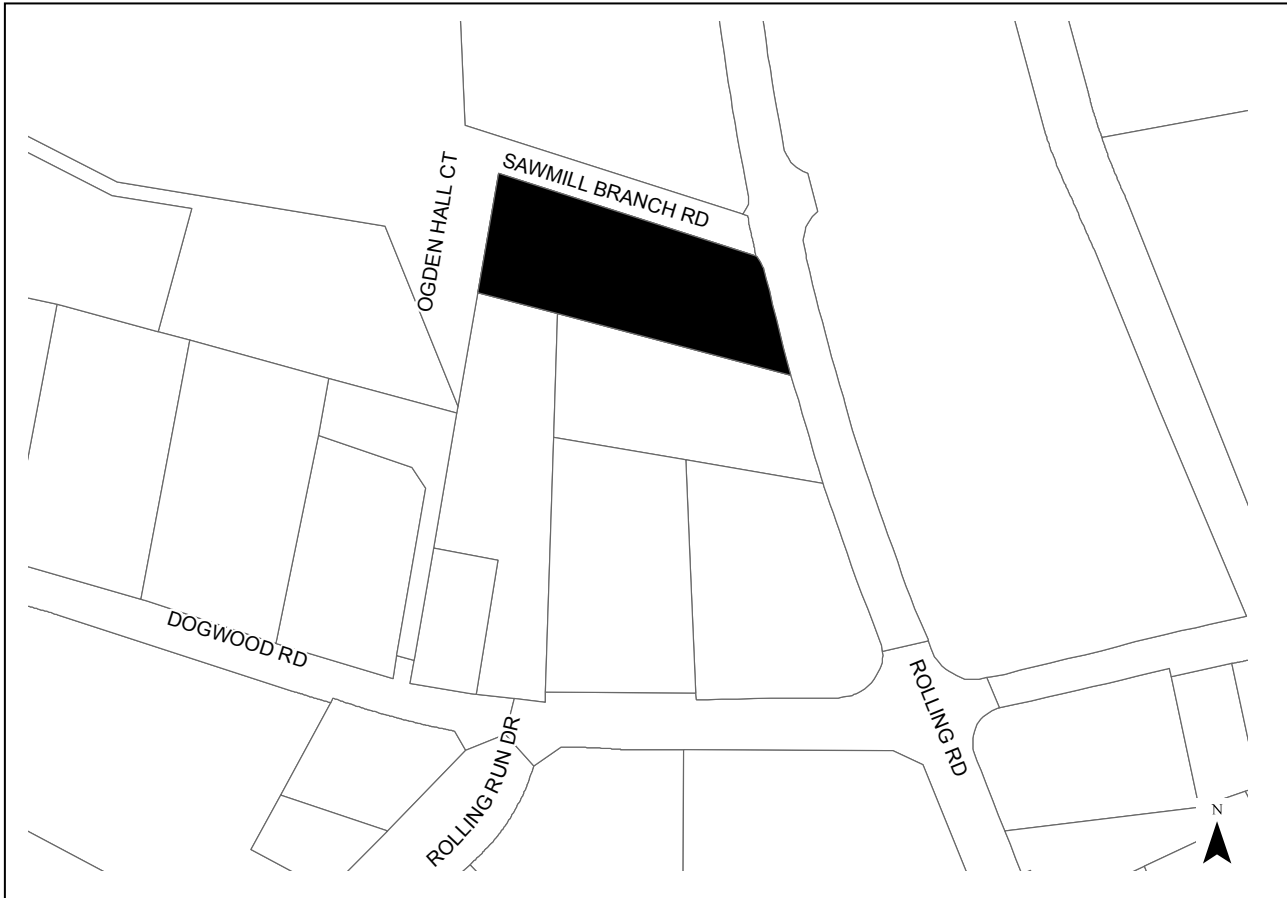 SAWMILL BRANCH RD
OGDEN HALL CT
DOGWOOD RD
ROLLING RD
ROLLING RUN DR
N